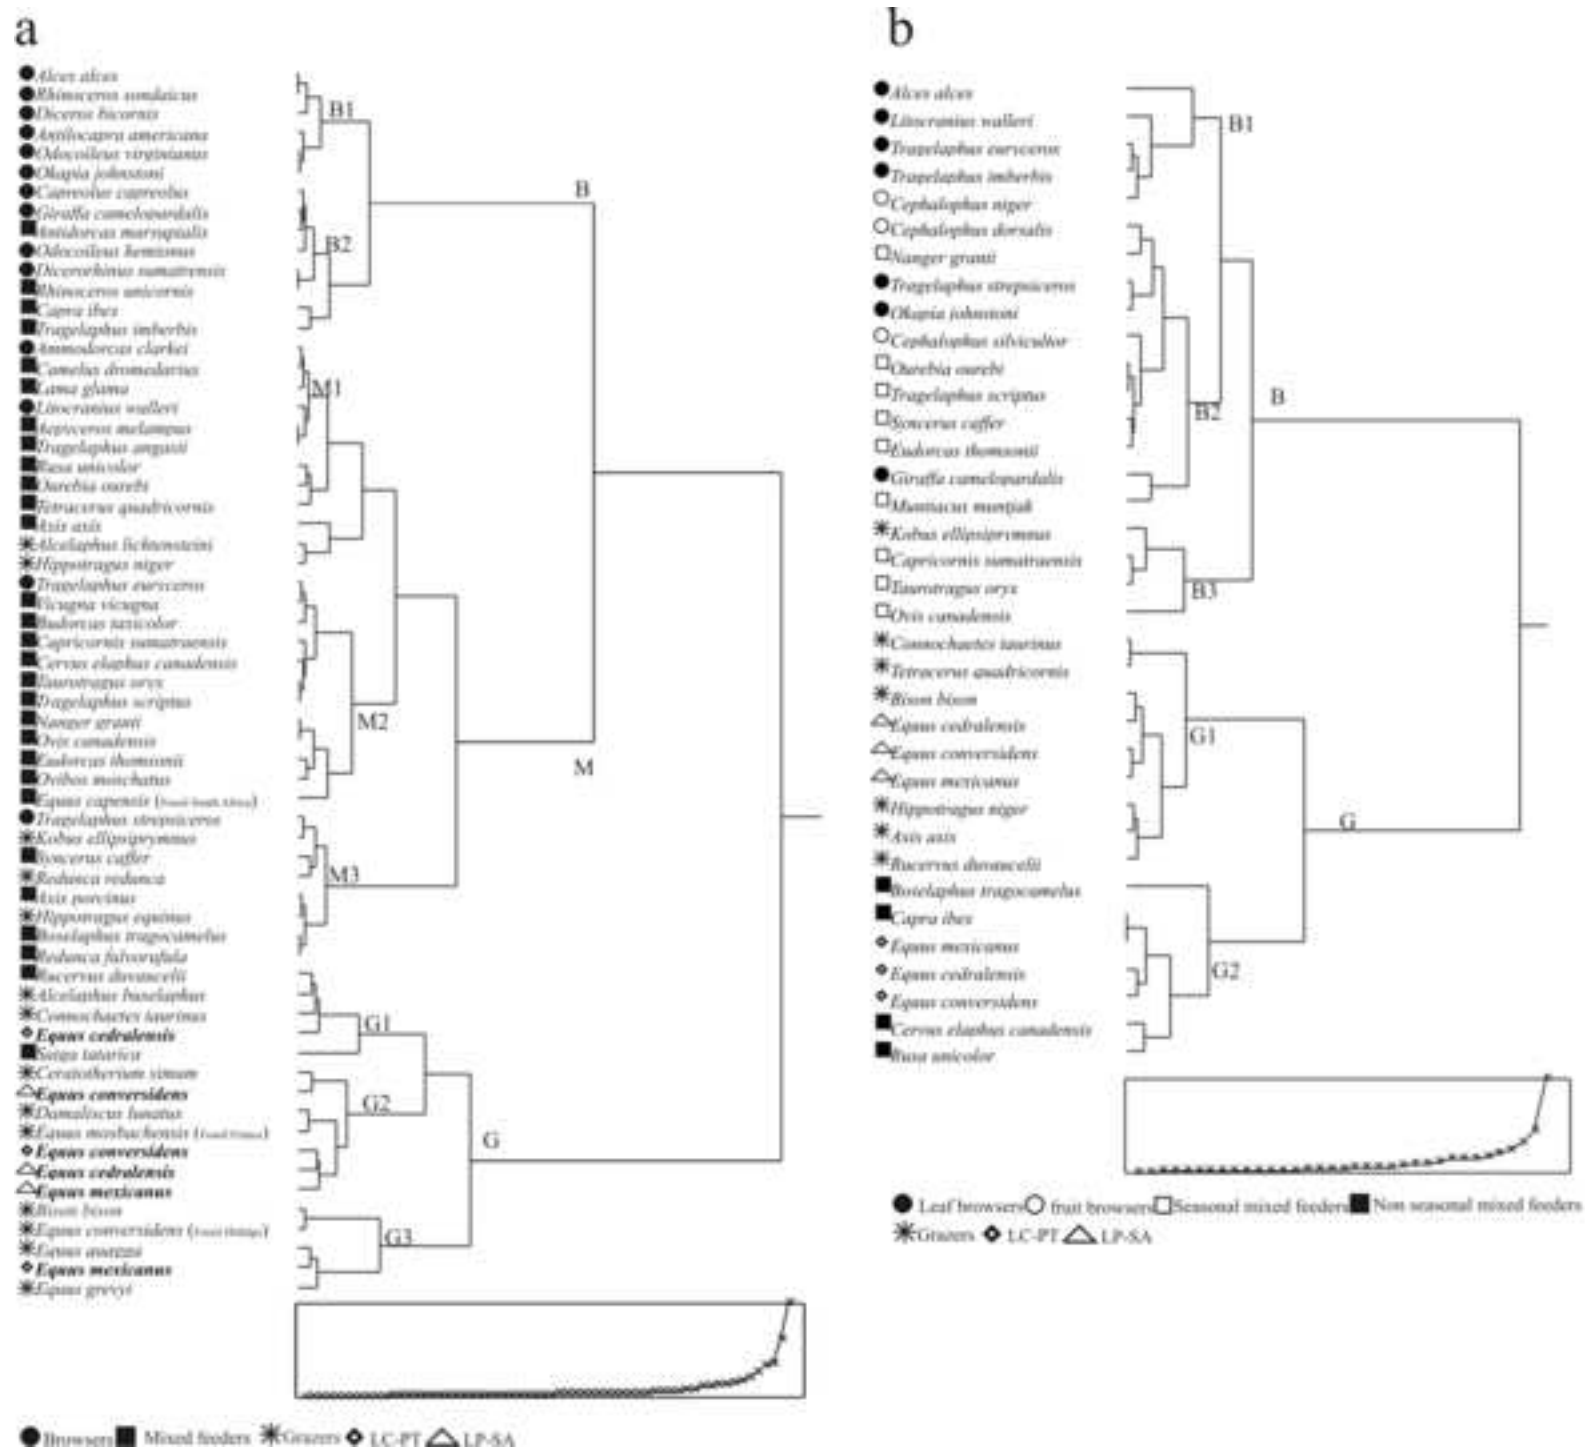 a
Alces alces
Rhinoceros sondaicus
Diceros bicornis
Antilocapra americana
Odocoileus virginianus
Okapia johnstoni
Capreolus capreolus
Giraffa camelopardalis
Antidorcas marsupialis
Odocoileus hemionus
Dicerorhinus sumatrensis
Rhinoceros unicornis
Capra ibex
Tragelaphus imberbis
Ammodorcas clarkei
Camelus dromedarius
Lama glama
Litocranius walleri
Aepyceros melampus
Tragelaphus angasii
Rusa unicolor
Ourebia ourebi
Tetracerus quadricornis
Axis axis
Alcelaphus lichtensteini
Hippotragus niger
Tragelaphus euryceros
Vicugna vicugna
Budorcas taxicolor
Capricornis sumatraensis
Cervus elaphus canadensis
Taurotragus oryx
Tragelaphus scriptus
Nanger granti
Ovis canadensis
Eudorcas thomsonii
Ovibos moschatus
Equus capensis (Fossil South Africa)
Tragelaphus strepsiceros
Kobus ellipsiprymnus
Syncerus caffer
Redunca redunca
Axis porcinus
Hippotragus equinus
Boselaphus tragocamelus
Redunca fulvorufula
Rucervus duvaucelii
Alcelaphus buselaphus
Connochaetes taurinus
Equus cedralensis
Saiga tatarica
Ceratotherium simum
Equus conversidens
Damaliscus lunatus
Equus mosbachensis (Fossil France)
Equus conversidens
Equus cedralensis
Equus mexicanus
Bison bison
Equus conversidens
Equus quagga
Equus mexicanus
Equus grevyi
B1
B
B2
M1
M2
M
M3
G1
G2
G
G3
Browsers Mixed feeders Grazers LC-PT LP-SA
b
Alces alces
Litocranius walleri
Tragelaphus euryceros
Tragelaphus imberbis
Cephalophus niger
Cephalophus dorsalis
Nanger granti
Tragelaphus strepsiceros
Okapia johnstoni
Cephalophus silvicultor
Ourebia ourebi
Tragelaphus scriptus
Syncerus caffer
Eudorcas thomsonii
Giraffa camelopardalis
Muntiacus muntjak
Kobus ellipsiprymnus
Capricornis sumatraensis
Taurotragus oryx
Ovis canadensis
Connochaetes taurinus
Tetracerus quadricornis
Bison bison
Equus cedralensis
Equus conversidens
Equus mexicanus
Hippotragus niger
Axis axis
Rucervus duvaucelii
Boselaphus tragocamelus
Capra ibex
Equus mexicanus
Equus cedralensis
Equus conversidens
Cervus elaphus canadensis
Rusa unicolor
B1
B
B2
B3
G1
G
G2
Leaf browsers fruit browsers Seasonal mixed feeders Non seasonal mixed feeders
Grazers LC-PT LP-SA